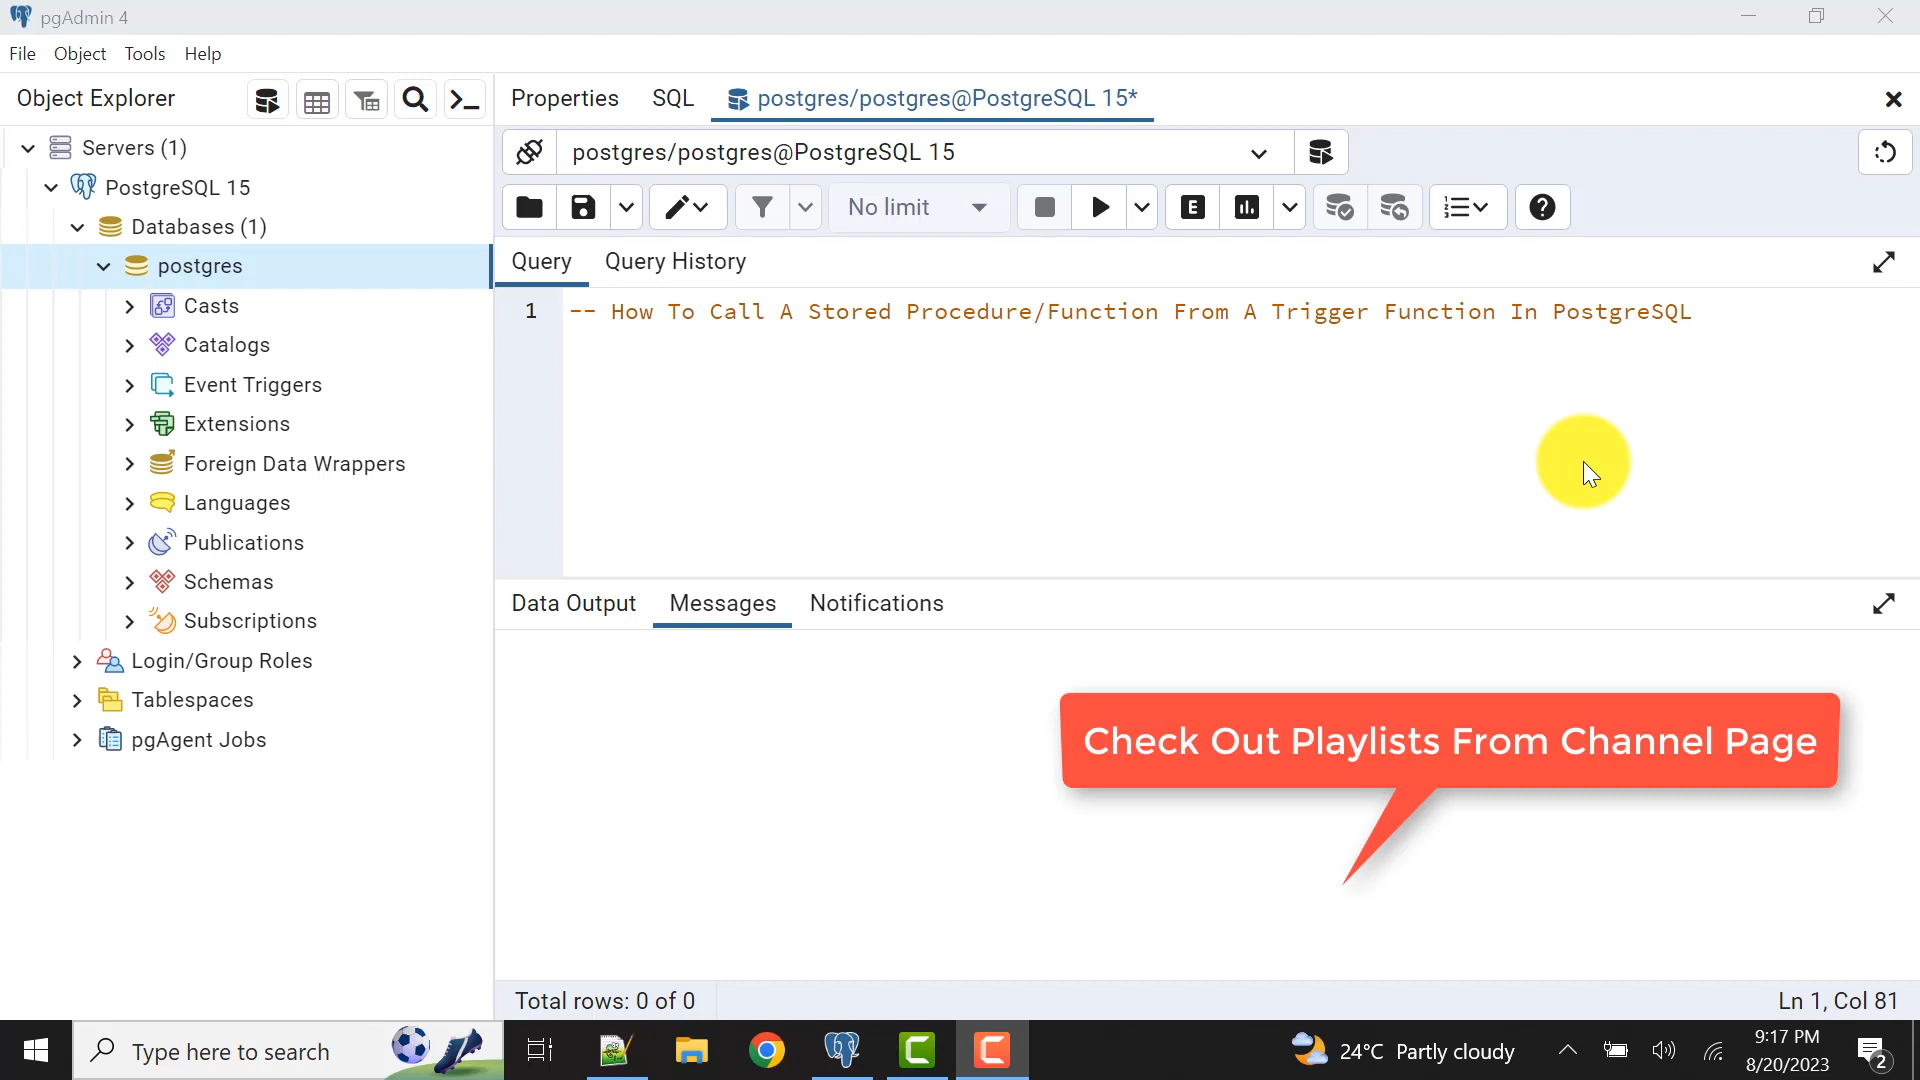 pgAdmin 4
File Object Tools Help
Object Explorer
Properties SQL postgres/postgres@PostgreSQL 15*
Servers (1)
PostgreSQL 15
Databases (1)
postgres
Casts
Catalogs
Event Triggers
Extensions
Foreign Data Wrappers
Languages
Publications
Schemas
Subscriptions
Login/Group Roles
Tablespaces
pgAgent Jobs
postgres/postgres@PostgreSQL 15
No limit
E
Query Query History
1 -- How To Call A Stored Procedure/Function From A Trigger Function In PostgreSQL
Data Output Messages Notifications
Check Out Playlists From Channel Page
Total rows: 0 of 0
Ln 1, Col 81
Type here to search
24°C Partly cloudy
9:17 PM
8/20/2023
2